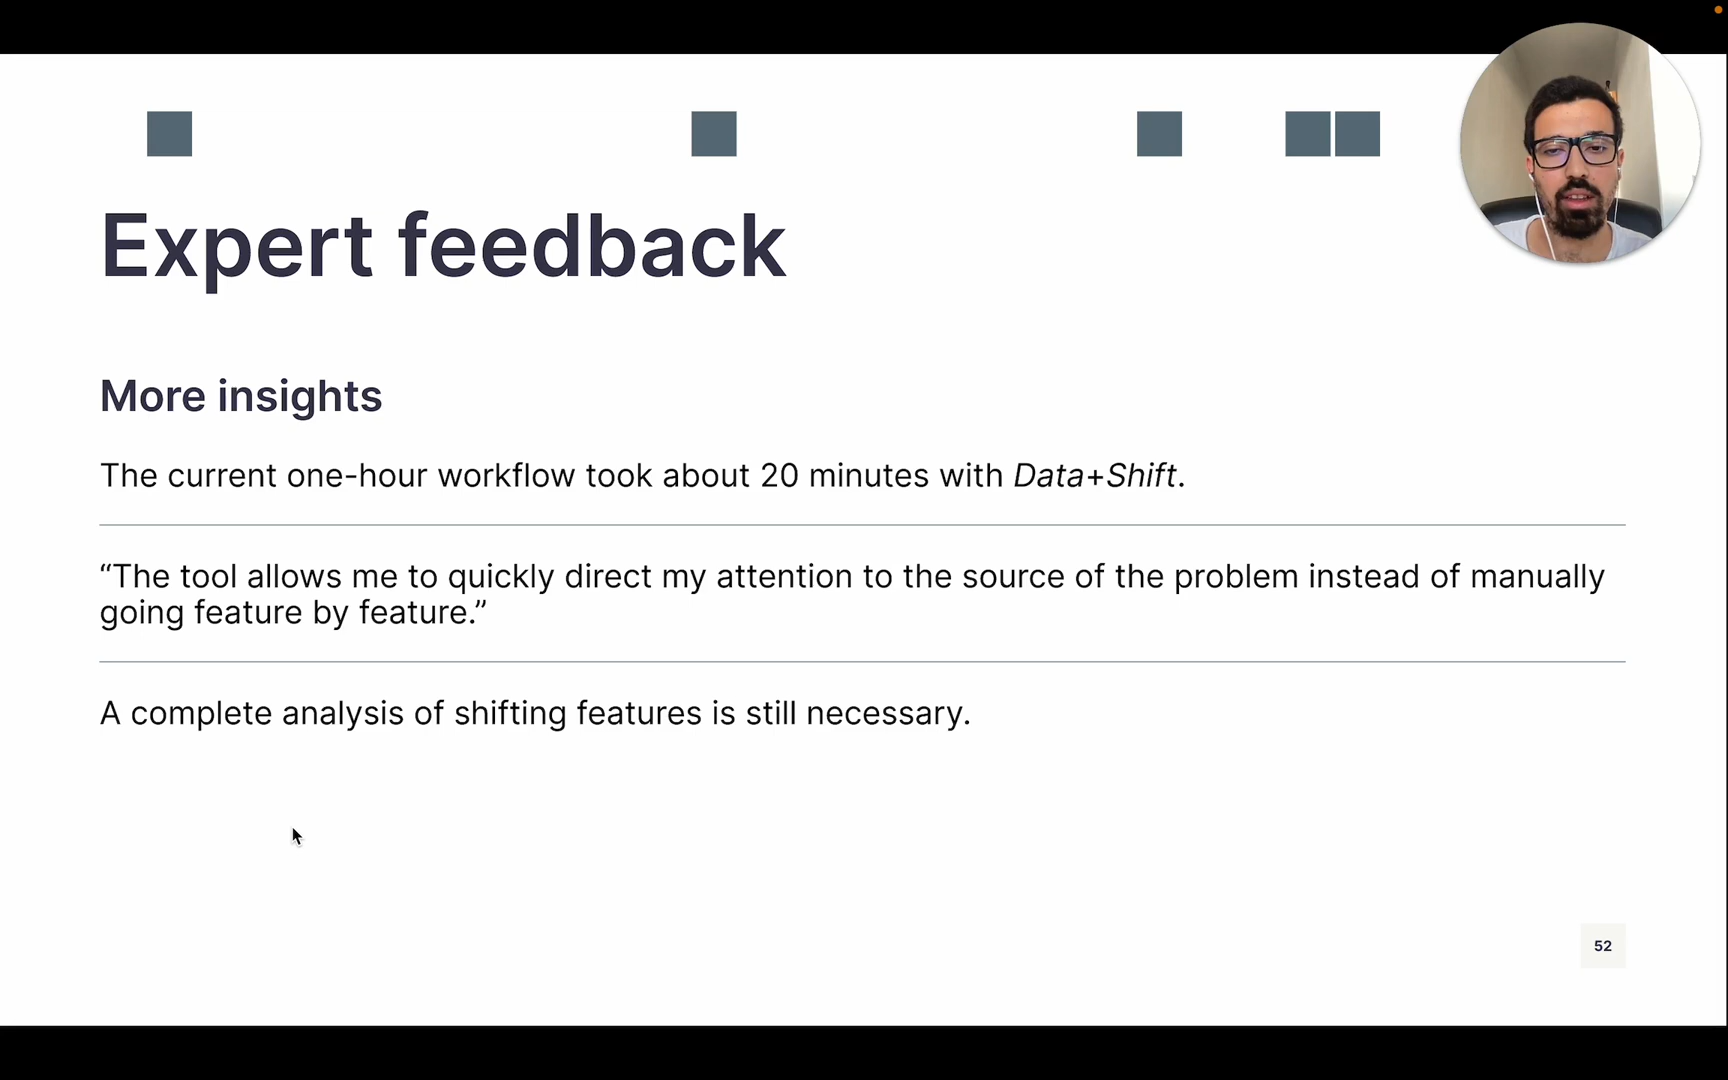 Expert feedback
More insights
The current one-hour workflow took about 20 minutes with Data+Shift.
“The tool allows me to quickly direct my attention to the source of the problem instead of manually
going feature by feature.”
A complete analysis of shifting features is still necessary.
52